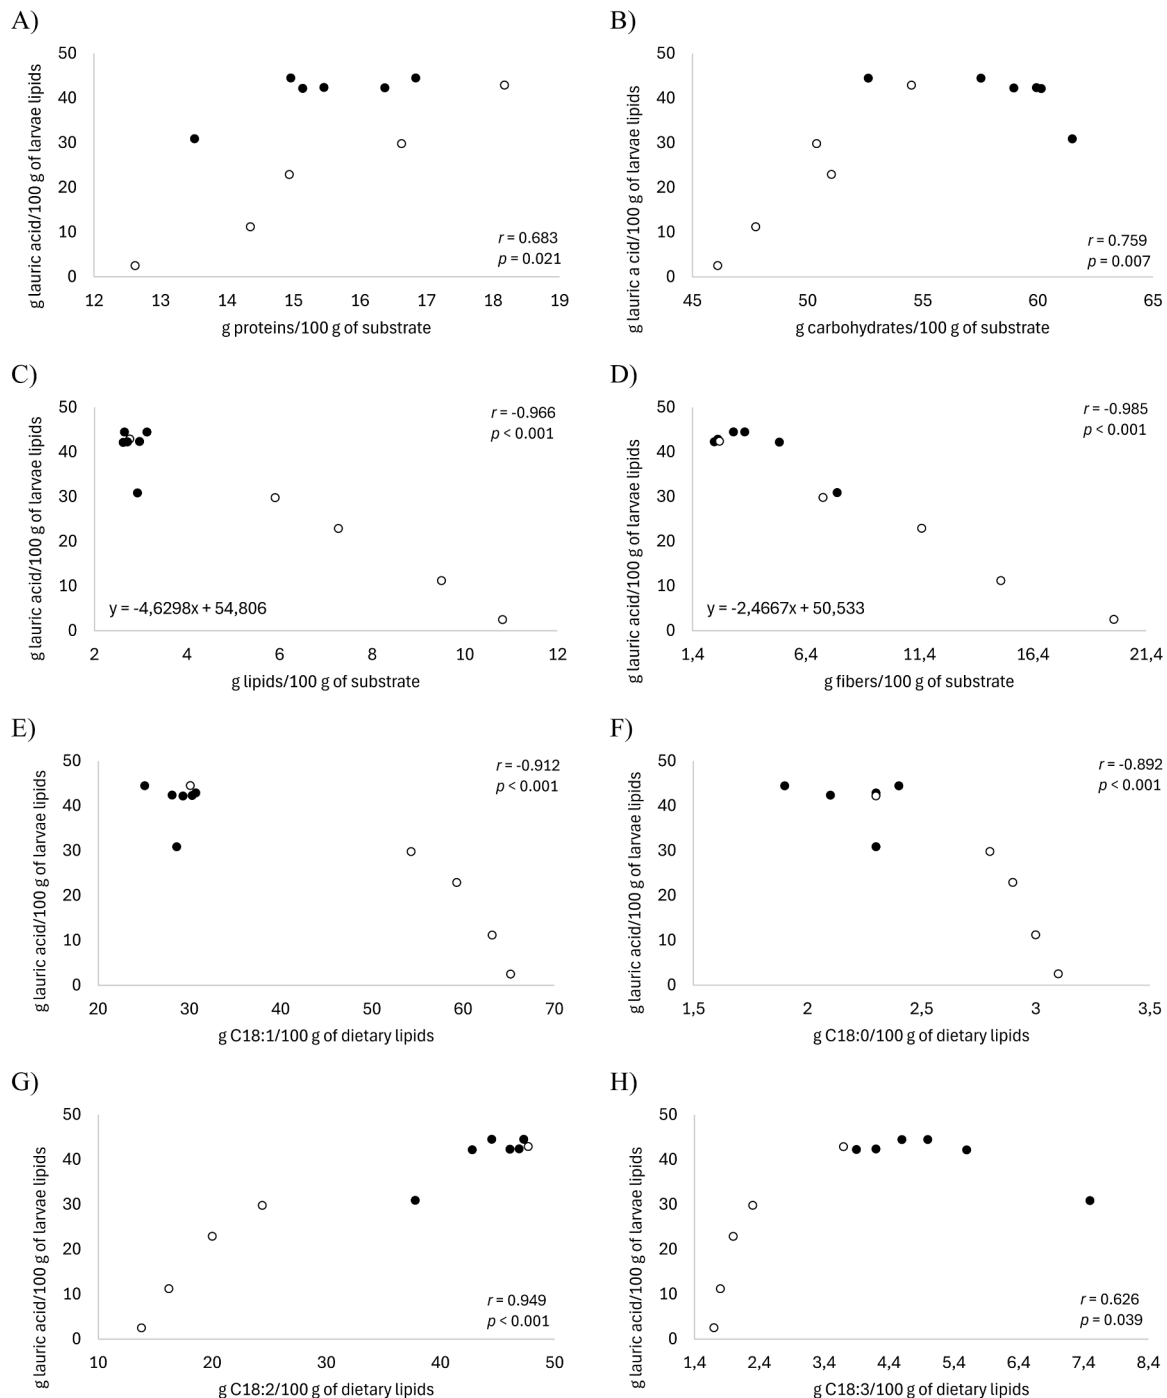 A)
g lauric acid/100 g of larvae lipids
50
40
30
20
10
0
r = 0.683
p = 0.021
12 13 14 15 16 17 18 19
g proteins/100 g of substrate
B)
g lauric a cid/100 g of larvae lipids
50
40
30
20
10
0
r = 0.759
p = 0.007
45 50 55 60 65
g carbohydrates/100 g of substrate
C)
g lauric acid/100 g of larvae lipids
50
40
30
20
10
0
r = -0.966
p < 0.001
y = -4,6298x + 54,806
2 4 6 8 10 12
g lipids/100 g of substrate
D)
g lauric acid/100 g of larvae lipids
50
40
30
20
10
0
r = -0.985
p < 0.001
y = -2,4667x + 50,533
1,4 6,4 11,4 16,4 21,4
g fibers/100 g of substrate
E)
g lauric acid/100 g of larvae lipids
50
40
30
20
10
0
r = -0.912
p < 0.001
20 30 40 50 60 70
g C18:1/100 g of dietary lipids
F)
g lauric acid/100 g of larvae lipids
50
40
30
20
10
0
r = -0.892
p < 0.001
1,5 2 2,5 3 3,5
g C18:0/100 g of dietary lipids
G)
g lauric acid/100 g of larvae lipids
50
40
30
20
10
0
r = 0.949
p < 0.001
10 20 30 40 50
g C18:2/100 g of dietary lipids
H)
g lauric acid/100 g of larvae lipids
50
40
30
20
10
0
r = 0.626
p = 0.039
1,4 2,4 3,4 4,4 5,4 6,4 7,4 8,4
g C18:3/100 g of dietary lipids